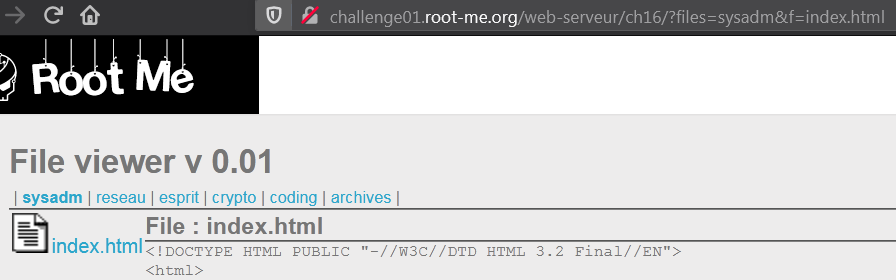 challenge01.root-me.org/web-serveur/ch16/?files=sysadm&f=index.html
Root Me
File viewer v 0.01
| sysadm | reseau | esprit | crypto | coding | archives |
index.html
File : index.html
<!DOCTYPE HTML PUBLIC "-//W3C//DTD HTML 3.2 Final//EN">
<html>